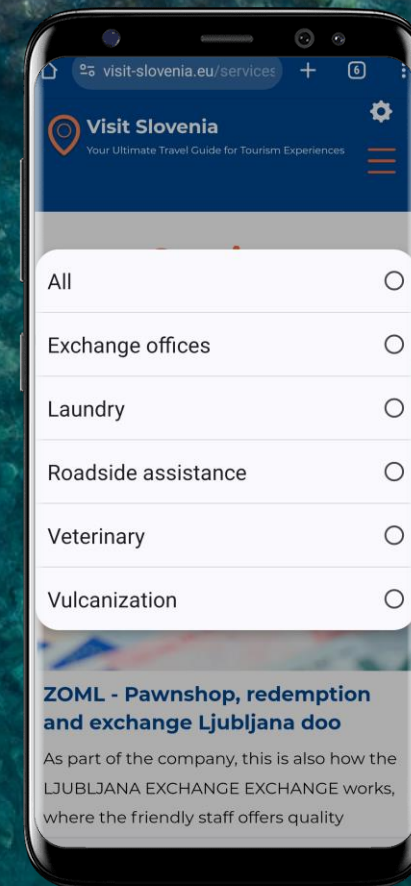 visit-slovenia.eu/services
6
Visit Slovenia
Your Ultimate Travel Guide for Tourism Experiences
All
Exchange offices
Laundry
Roadside assistance
Veterinary
Vulcanization
ZOML - Pawnshop, redemption
and exchange Ljubljana doo
As part of the company, this is also how the
LJUBLJANA EXCHANGE EXCHANGE works,
where the friendly staff offers quality